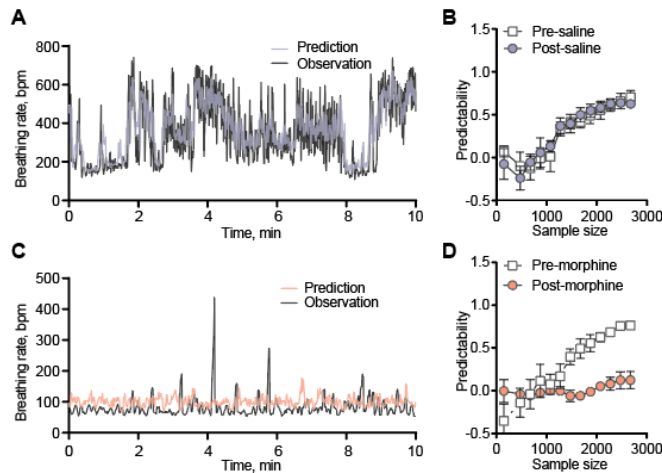 A
Breathing rate, bpm
800
600
400
200
0
Prediction
Observation
0 2 4 6 8 10
Time, min
B
Predictability
1.5
1.0
0.5
0.0
-0.5
Pre-saline
Post-saline
0 1000 2000 3000
Sample size
C
Breathing rate, bpm
500
400
300
200
100
0
Prediction
Observation
0 2 4 6 8 10
Time, min
D
Predictability
1.5
1.0
0.5
0.0
-0.5
Pre-morphine
Post-morphine
0 1000 2000 3000
Sample size